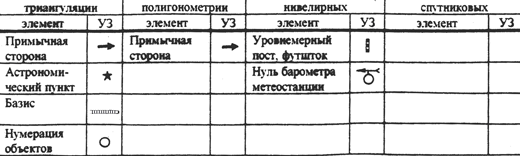 триангуляции полигонометрии нивелирных спутниковых
элемент УЗ элемент УЗ элемент УЗ элемент УЗ
Примычная Примычная Уровнемерный
сторона сторона пост, футшток
Астрономи- Нуль барометра
ческий пункт метеостанции
Базис
Нумерация
объектов